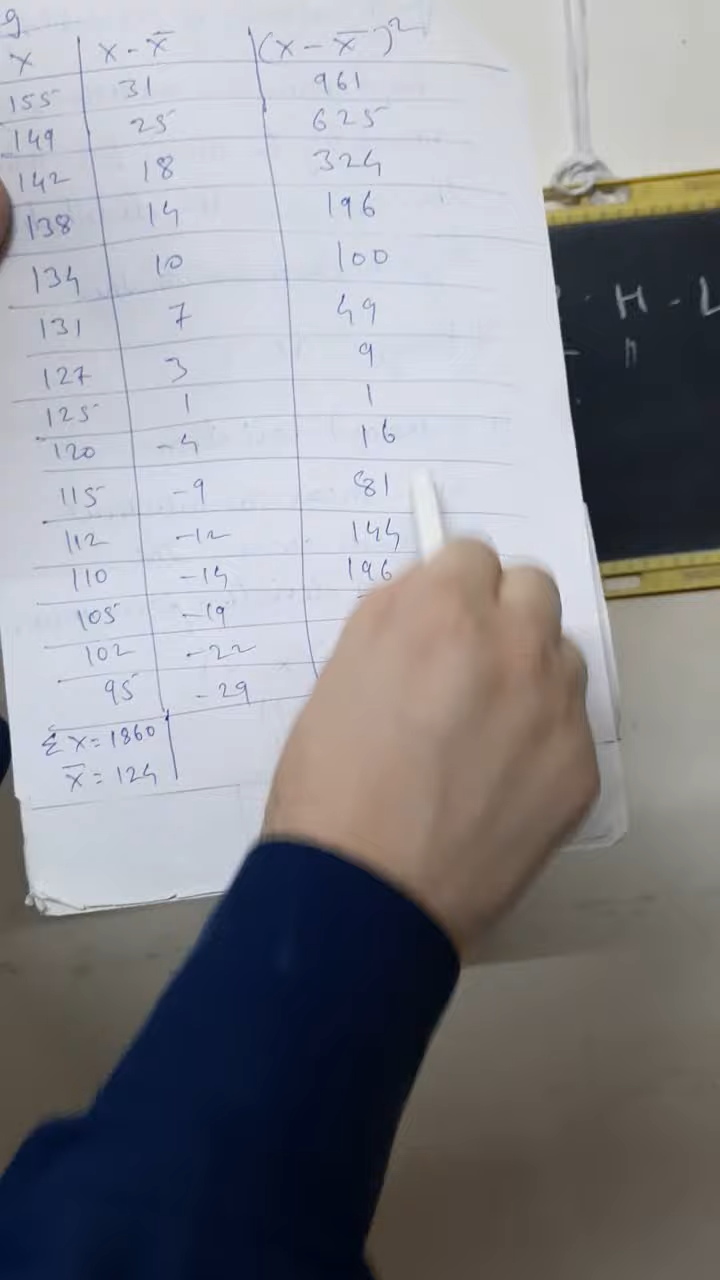 9
X X - X̄ (X - X̄)²
155 31 961
149 25 625
142 18 324
138 14 196
134 10 100
131 7 49
127 3 9
125 1 1
120 -4 16
115 -9 81
112 -12 144
110 -14 196
105 -19
102 -22
95 -29
Σ X = 1860
X̄ = 124
- H - L